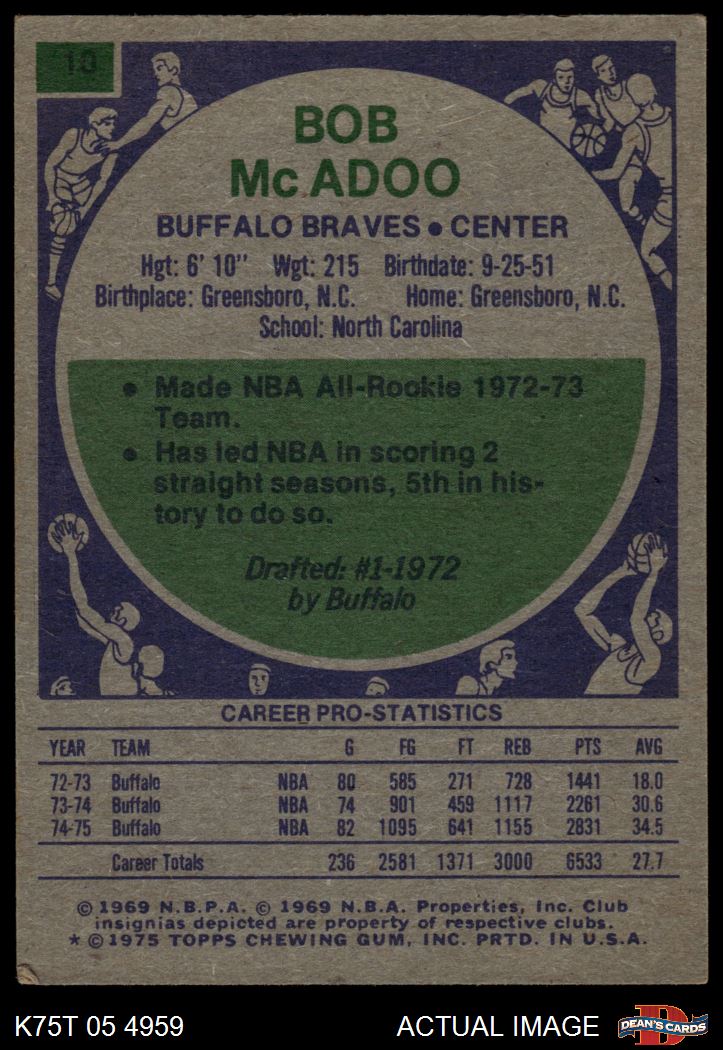 10
BOB
McADOO
BUFFALO BRAVES • CENTER
Hgt: 6' 10" Wgt: 215 Birthdate: 9-25-51
Birthplace: Greensboro, N.C. Home: Greensboro, N.C.
School: North Carolina
• Made NBA All-Rookie 1972-73
Team.
• Has led NBA in scoring 2
straight seasons, 5th in his-
tory to do so.
Drafted: #1-1972
by Buffalo
CAREER PRO-STATISTICS
YEAR TEAM G FG FT REB PTS AVG
72-73 Buffalo NBA 80 585 271 728 1441 18.0
73-74 Buffalo NBA 74 901 459 1117 2261 30.6
74-75 Buffalo NBA 82 1095 641 1155 2831 34.5
Career Totals 236 2581 1371 3000 6533 27.7
© 1969 N.B.P.A. © 1969 N.B.A. Properties, Inc. Club
insignias depicted are property of respective clubs.
* © 1975 TOPPS CHEWING GUM, INC. PRTD. IN U.S.A.
K75T 05 4959 ACTUAL IMAGE
DEAN'S CARDS